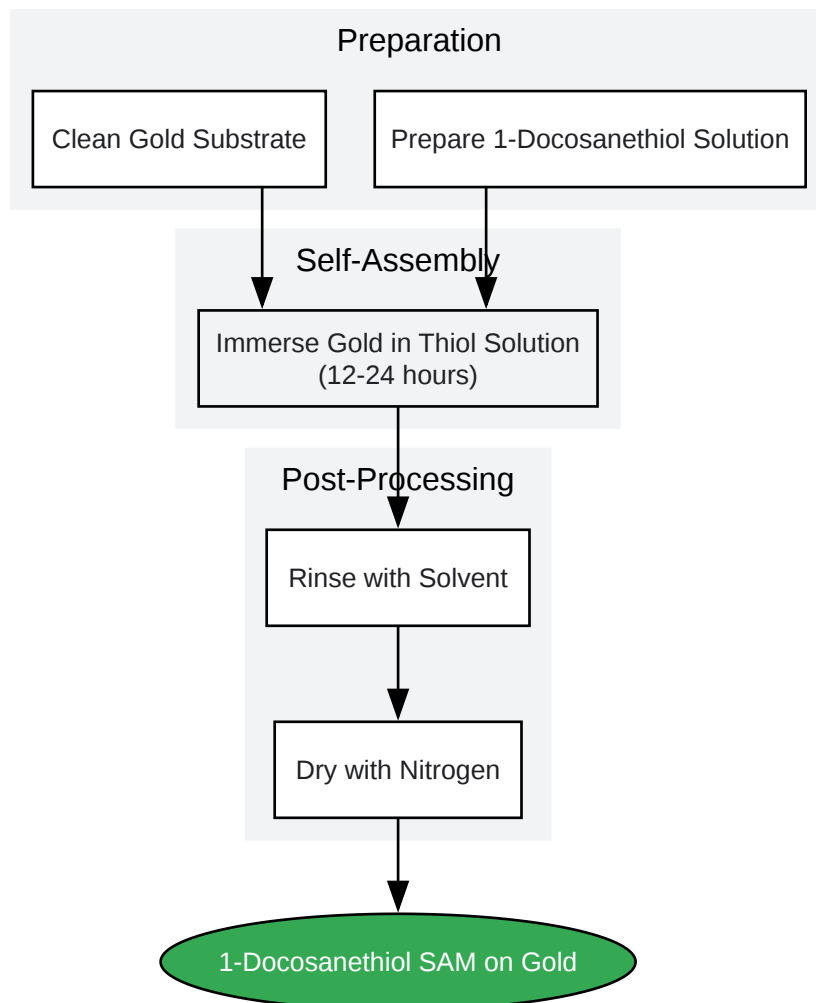 Preparation
Clean Gold Substrate
Prepare 1-Docosanethiol Solution
Self-Assembly
Immerse Gold in Thiol Solution
(12-24 hours)
Post-Processing
Rinse with Solvent
Dry with Nitrogen
1-Docosanethiol SAM on Gold